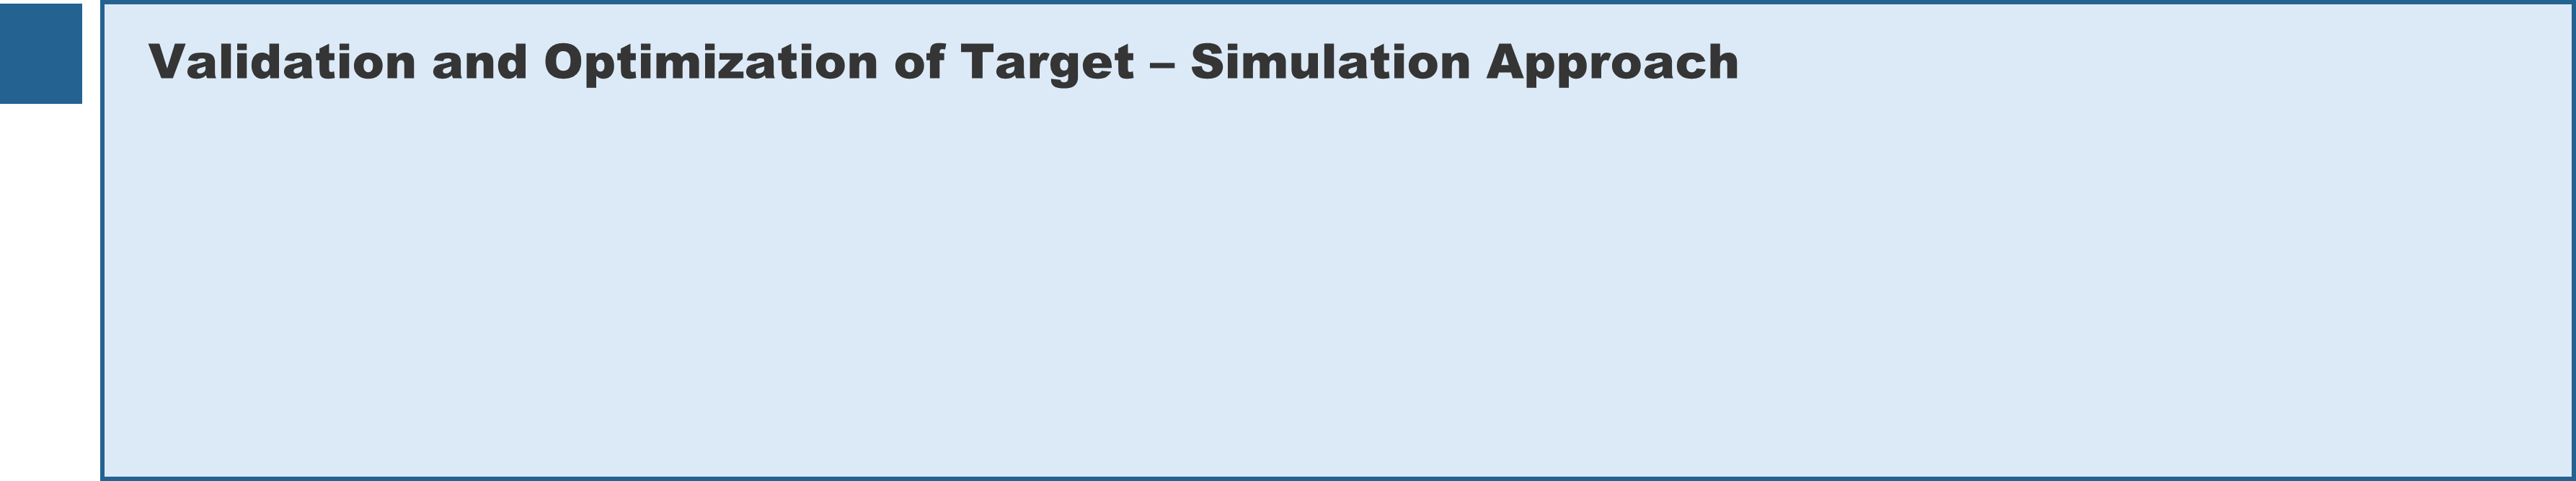 Validation and Optimization of Target – Simulation Approach